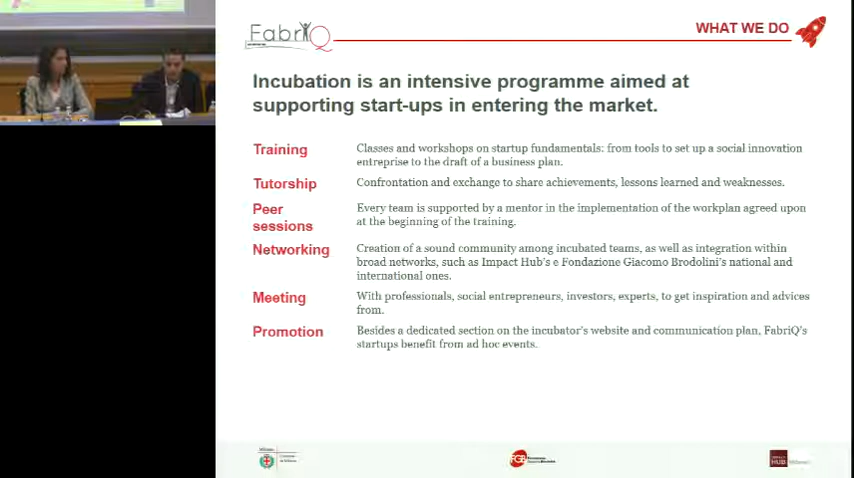 FabriQ
WHAT WE DO
Incubation is an intensive programme aimed at
supporting start-ups in entering the market.
Training
Classes and workshops on startup fundamentals: from tools to set up a social innovation
entreprise to the draft of a business plan.
Tutorship
Confrontation and exchange to share achievements, lessons learned and weaknesses.
Peer
sessions
Every team is supported by a mentor in the implementation of the workplan agreed upon
at the beginning of the training.
Networking
Creation of a sound community among incubated teams, as well as integration within
broad networks, such as Impact Hub's e Fondazione Giacomo Brodolini's national and
international ones.
Meeting
With professionals, social entrepreneurs, investors, experts, to get inspiration and advices
from.
Promotion
Besides a dedicated section on the incubator's website and communication plan, FabriQ's
startups benefit from ad hoc events.
Milano
Comune
di Milano
FGB
HUB